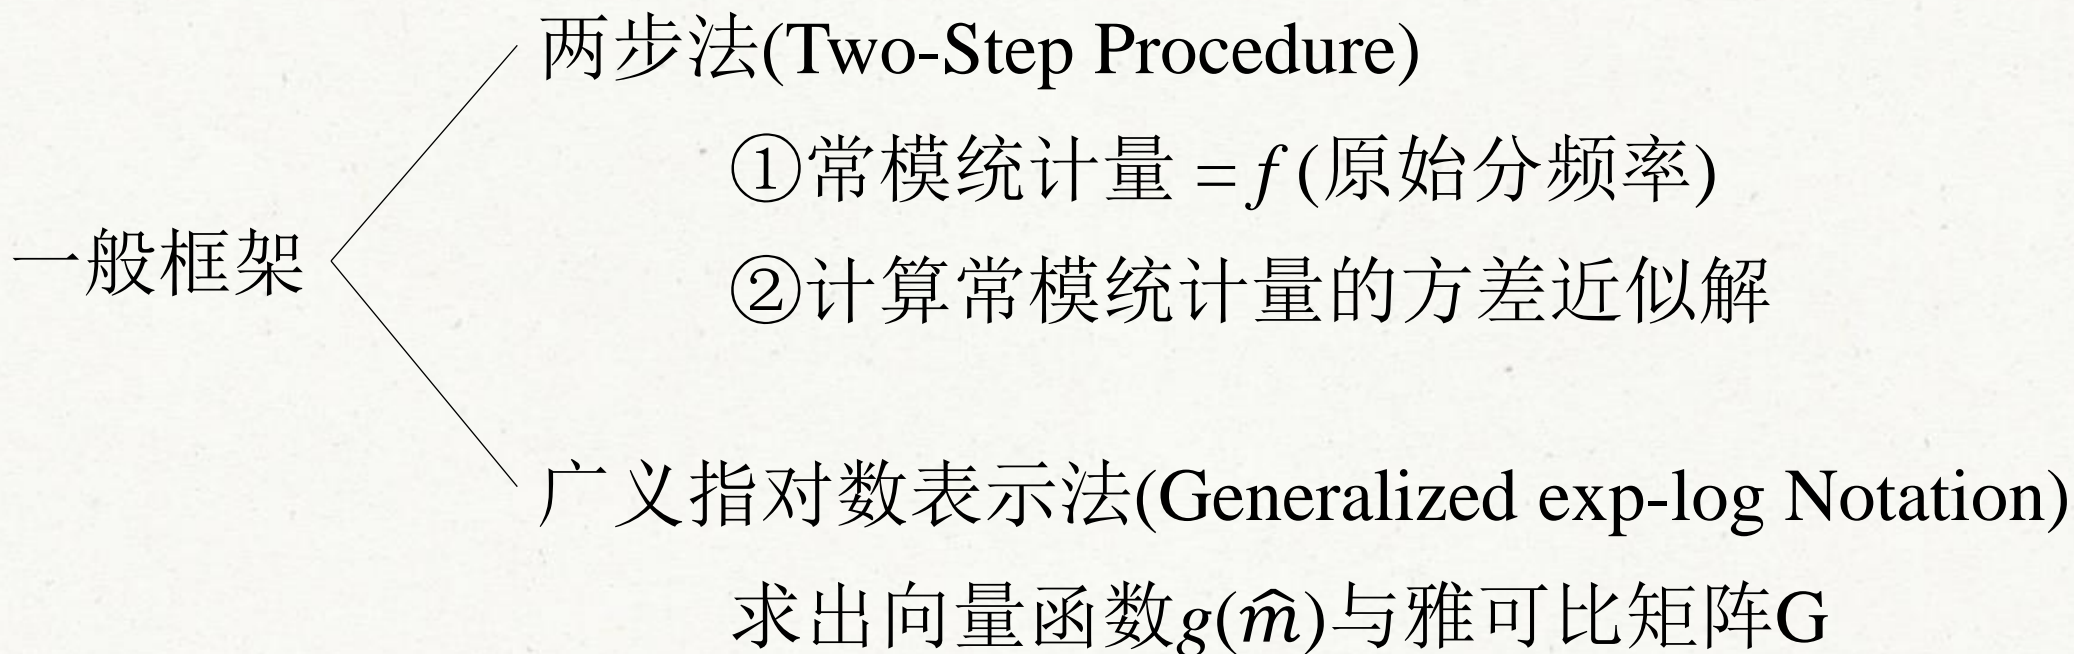 两步法(Two-Step Procedure)
①常模统计量 = f (原始分频率)
一般框架
②计算常模统计量的方差近似解
广义指对数表示法(Generalized exp-log Notation)
求出向量函数g(m̂)与雅可比矩阵G